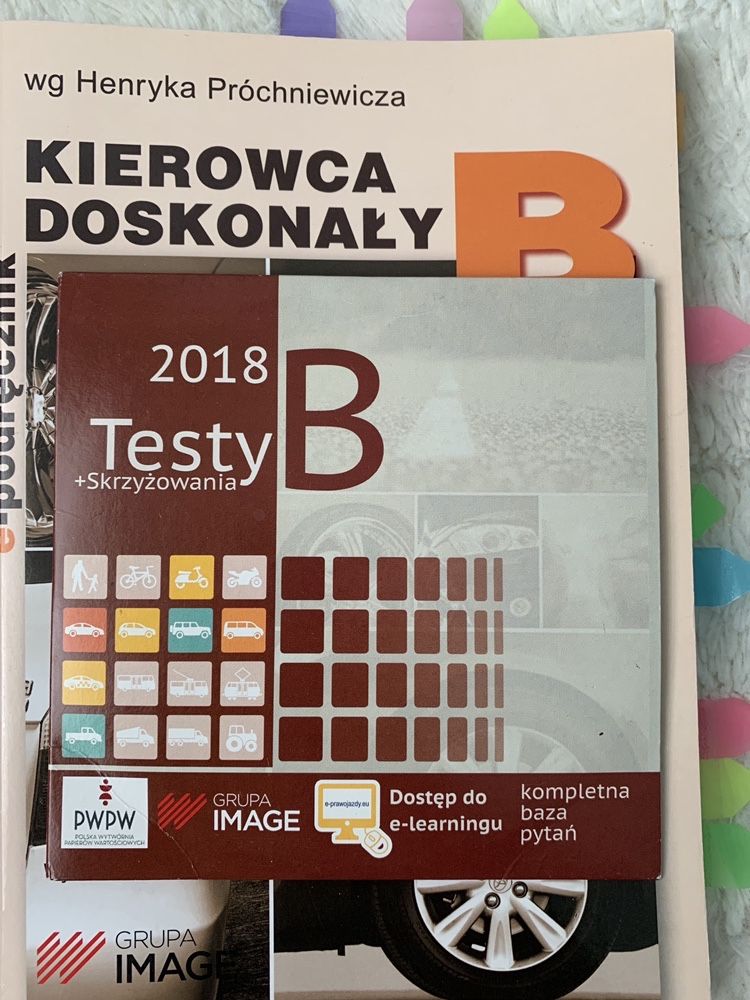 wg Henryka Próchniewicza
KIEROWCA
DOSKONAŁY
B
e-podręcznik
2018
Testy
+Skrzyżowania
B
PWPW
POLSKA WYTWÓRNIA
PAPIERÓW WARTOŚCIOWYCH
GRUPA
IMAGE
e-prawojazdy.eu
Dostęp do
e-learningu
kompletna
baza
pytań
GRUPA
IMAGE